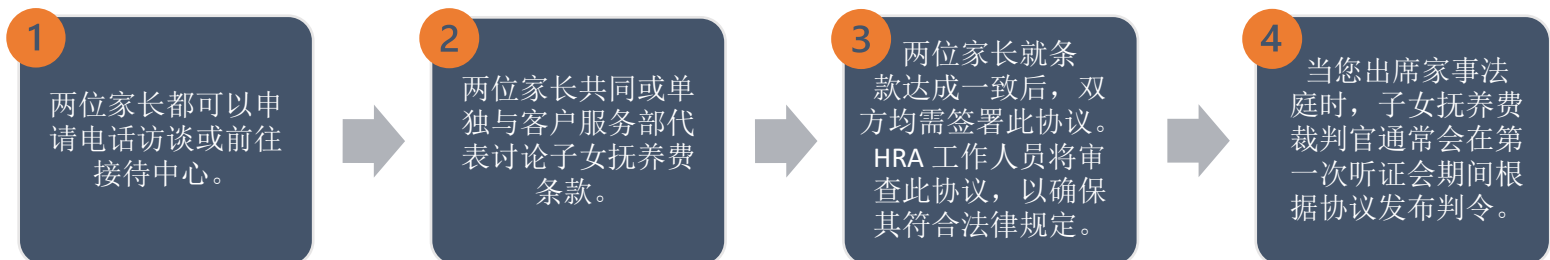 1
两位家长都可以申
请电话访谈或前往
接待中心。
2
两位家长共同或单
独与客户服务部代
表讨论子女抚养费
条款。
3
两位家长就条
款达成一致后，双
方均需签署此协议。
HRA 工作人员将审
查此协议，以确保
其符合法律规定。
4
当您出席家事法
庭时，子女抚养费
裁判官通常会在第
一次听证会期间根
据协议发布判令。